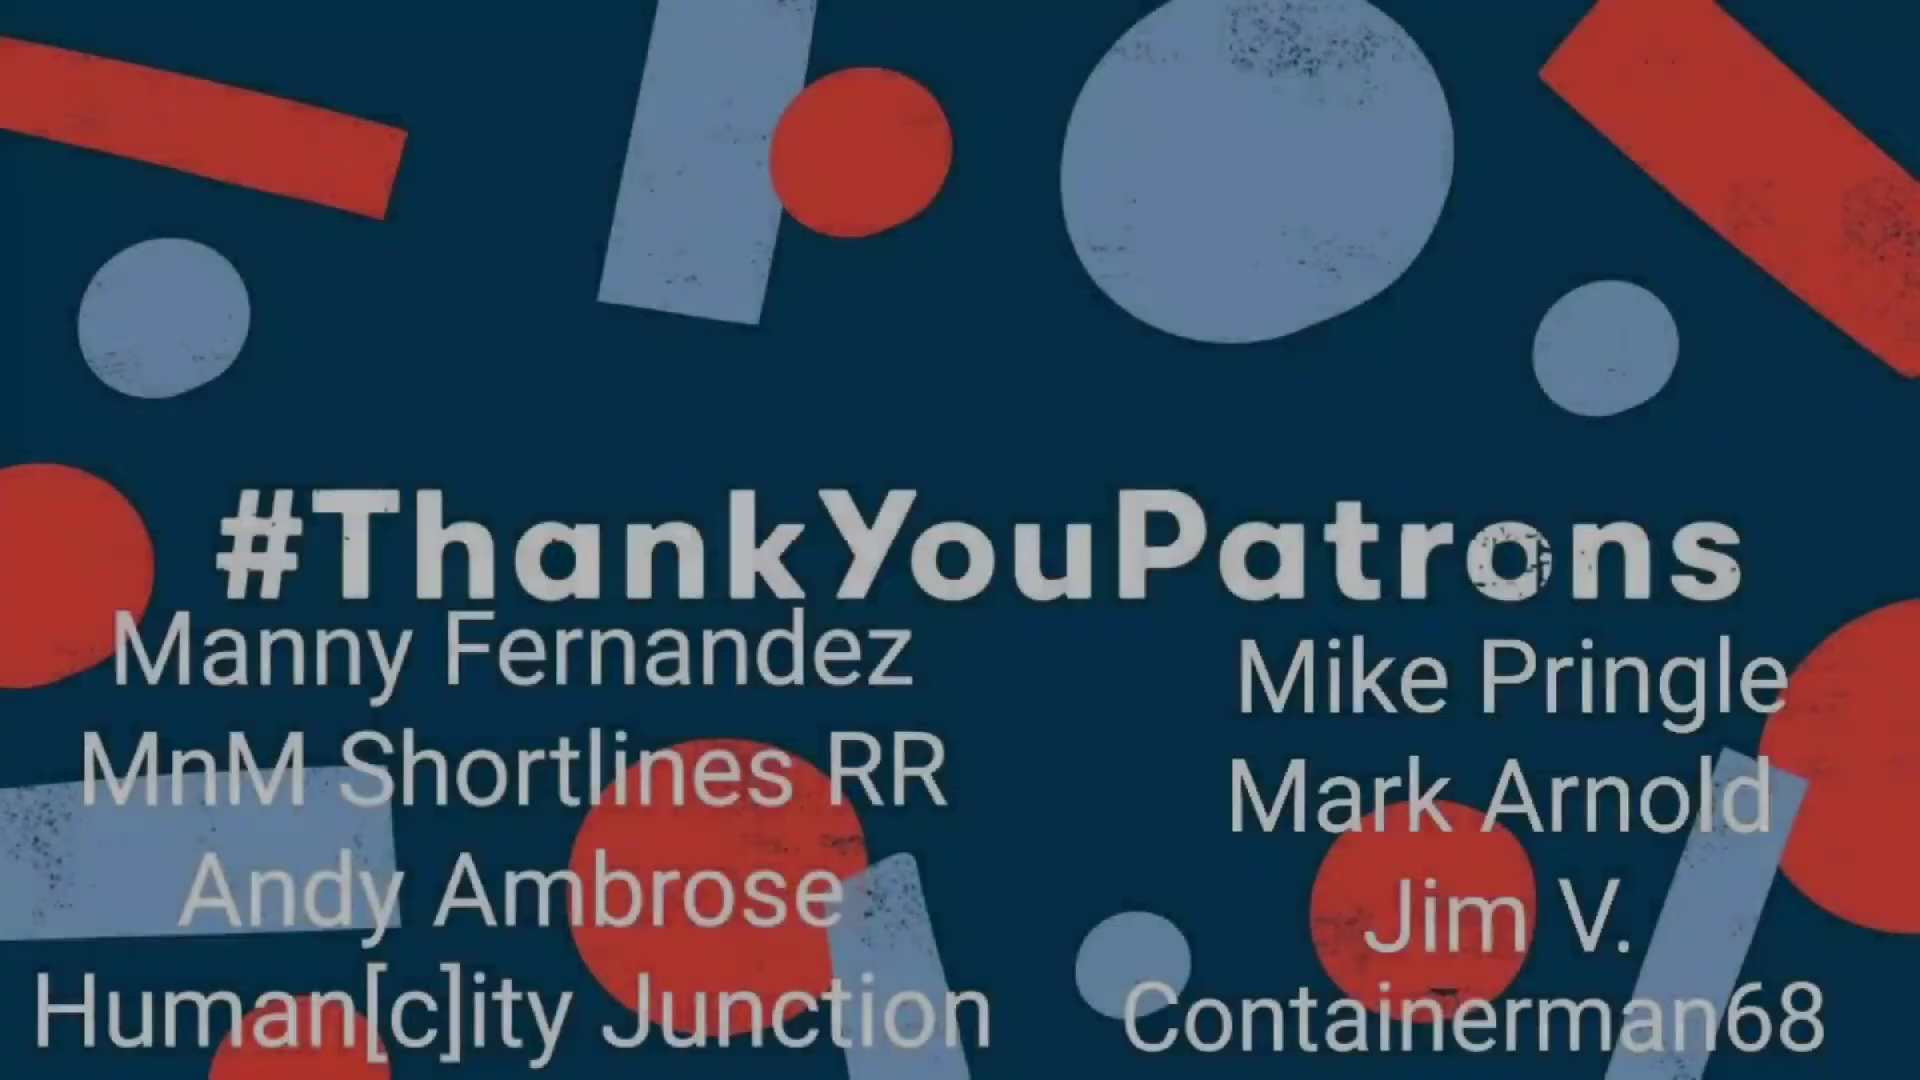 #ThankYouPatrons
Manny Fernandez
MnM Shortlines RR
Andy Ambrose
Human[c]ity Junction
Mike Pringle
Mark Arnold
Jim V.
Containerman68